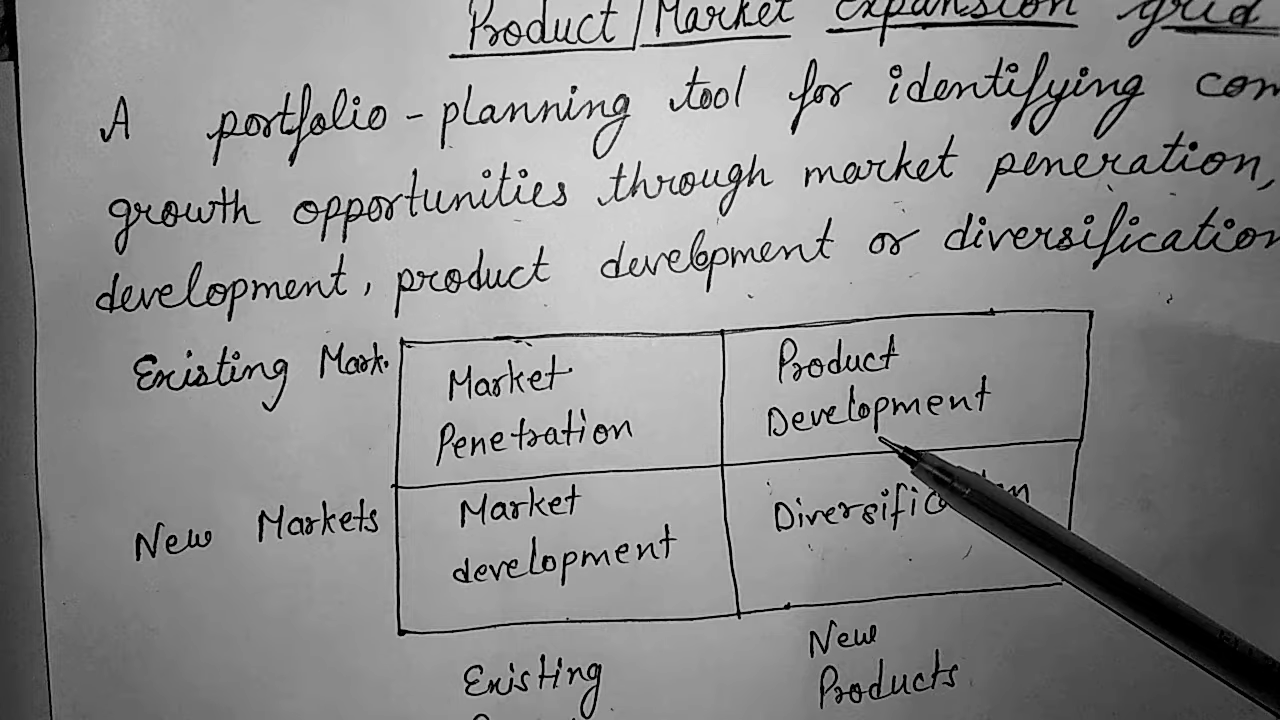 Product/Market Expansion grid
A portfolio-planning tool for identifying com
growth opportunities through market peneration,
development, product development or diversification
Existing Mark. Market Penetration Product Development
New Markets Market development
Existing New Products